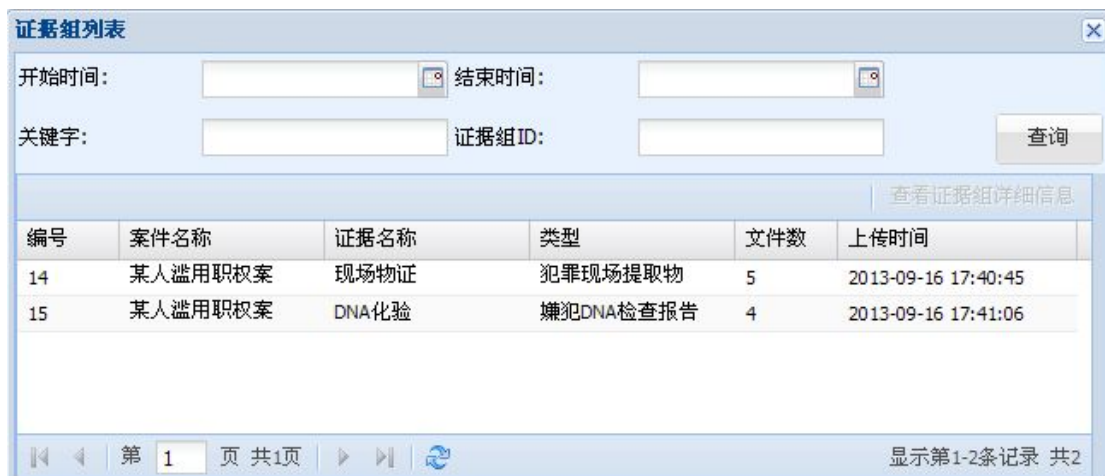 证据组列表
开始时间: 结束时间:
关键字: 证据组ID: 查询
查看证据组详细信息
编号 案件名称 证据名称 类型 文件数 上传时间
14 某人滥用职权案 现场物证 犯罪现场提取物 5 2013-09-16 17:40:45
15 某人滥用职权案 DNA化验 嫌犯DNA检查报告 4 2013-09-16 17:41:06
第 1 页 共1页 显示第1-2条记录 共2